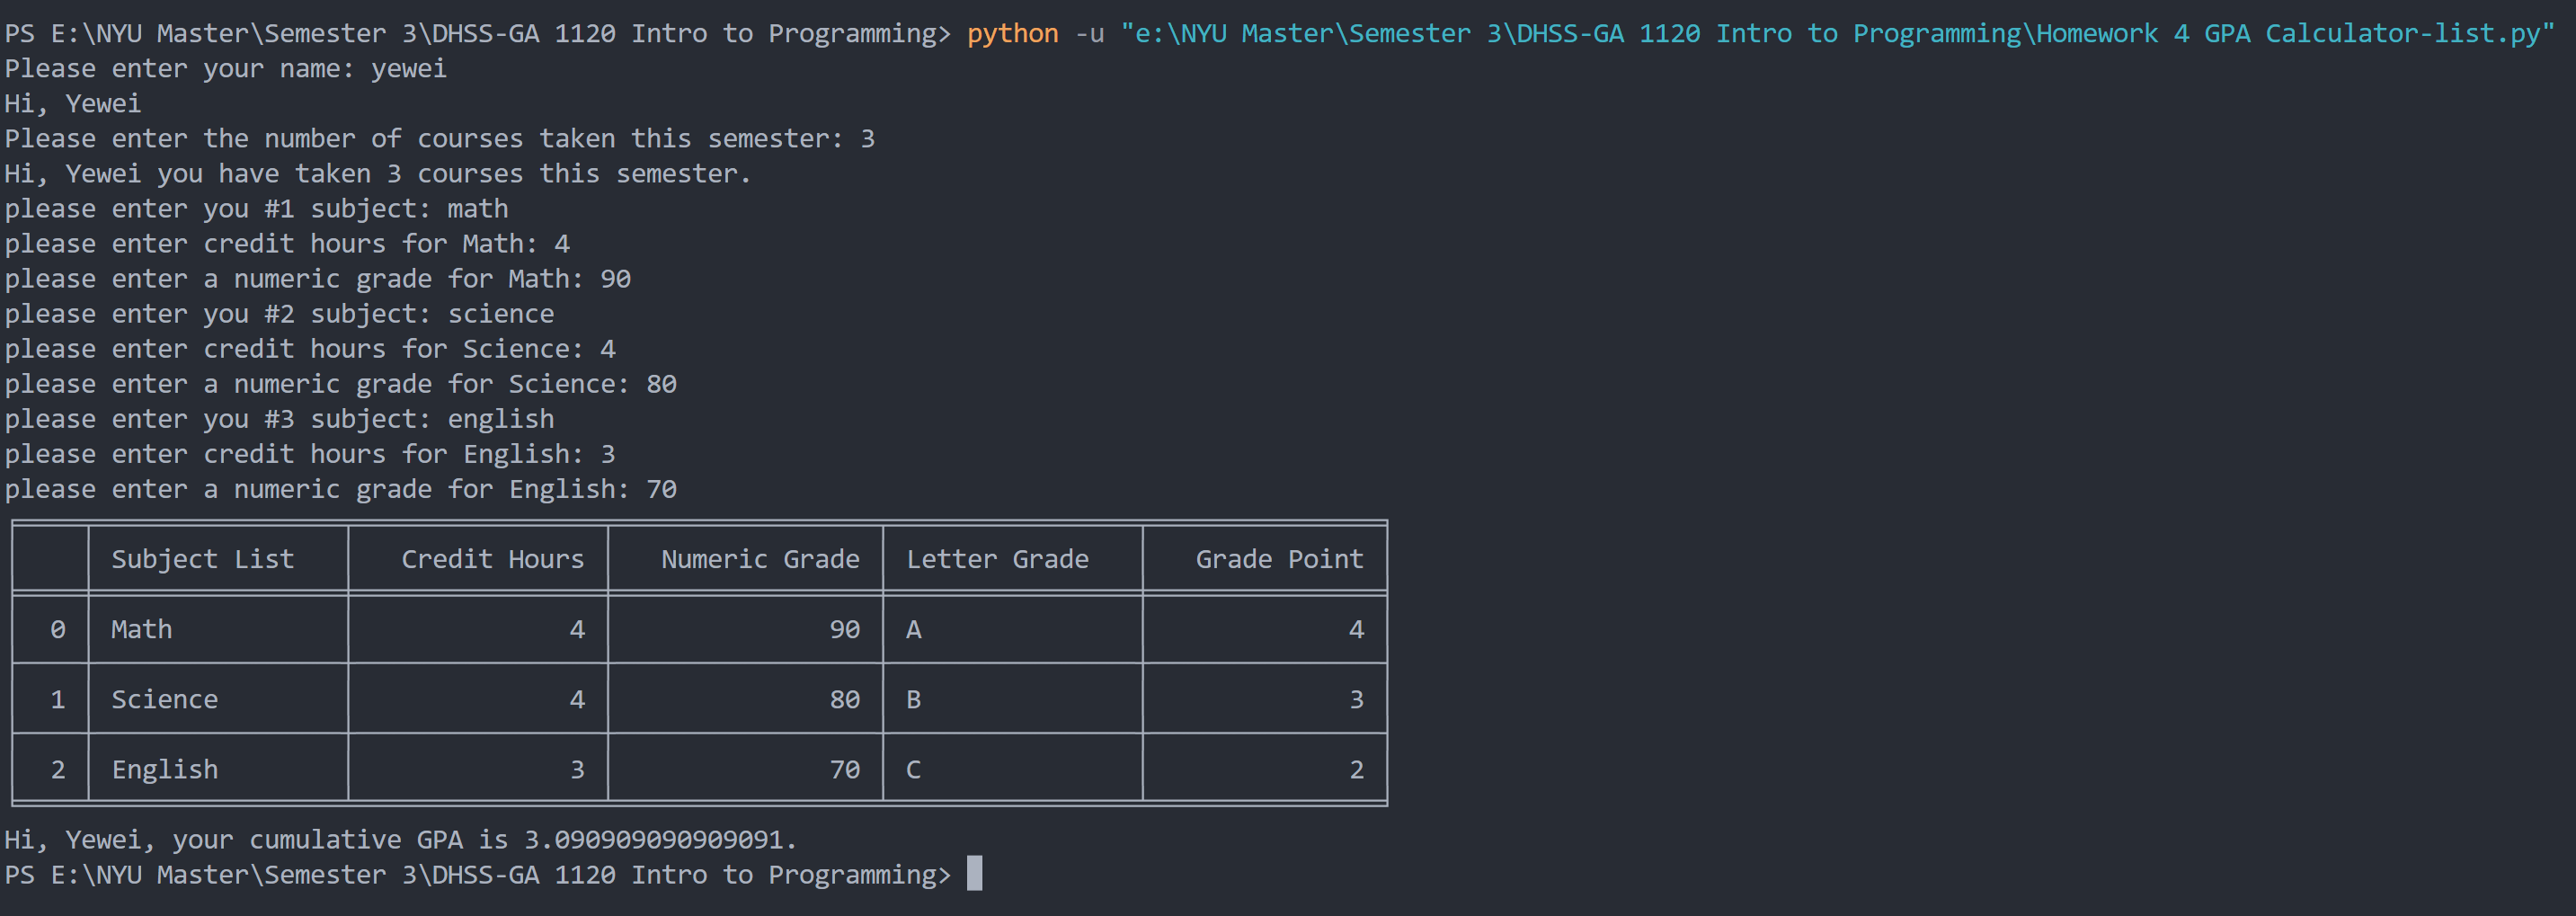 PS E:\NYU Master\Semester 3\DHSS-GA 1120 Intro to Programming> python -u "e:\NYU Master\Semester 3\DHSS-GA 1120 Intro to Programming\Homework 4 GPA Calculator-list.py"
Please enter your name: yewei
Hi, Yewei
Please enter the number of courses taken this semester: 3
Hi, Yewei you have taken 3 courses this semester.
please enter you #1 subject: math
please enter credit hours for Math: 4
please enter a numeric grade for Math: 90
please enter you #2 subject: science
please enter credit hours for Science: 4
please enter a numeric grade for Science: 80
please enter you #3 subject: english
please enter credit hours for English: 3
please enter a numeric grade for English: 70
Subject List Credit Hours Numeric Grade Letter Grade Grade Point
0 Math 4 90 A 4
1 Science 4 80 B 3
2 English 3 70 C 2
Hi, Yewei, your cumulative GPA is 3.090909090909091.
PS E:\NYU Master\Semester 3\DHSS-GA 1120 Intro to Programming>